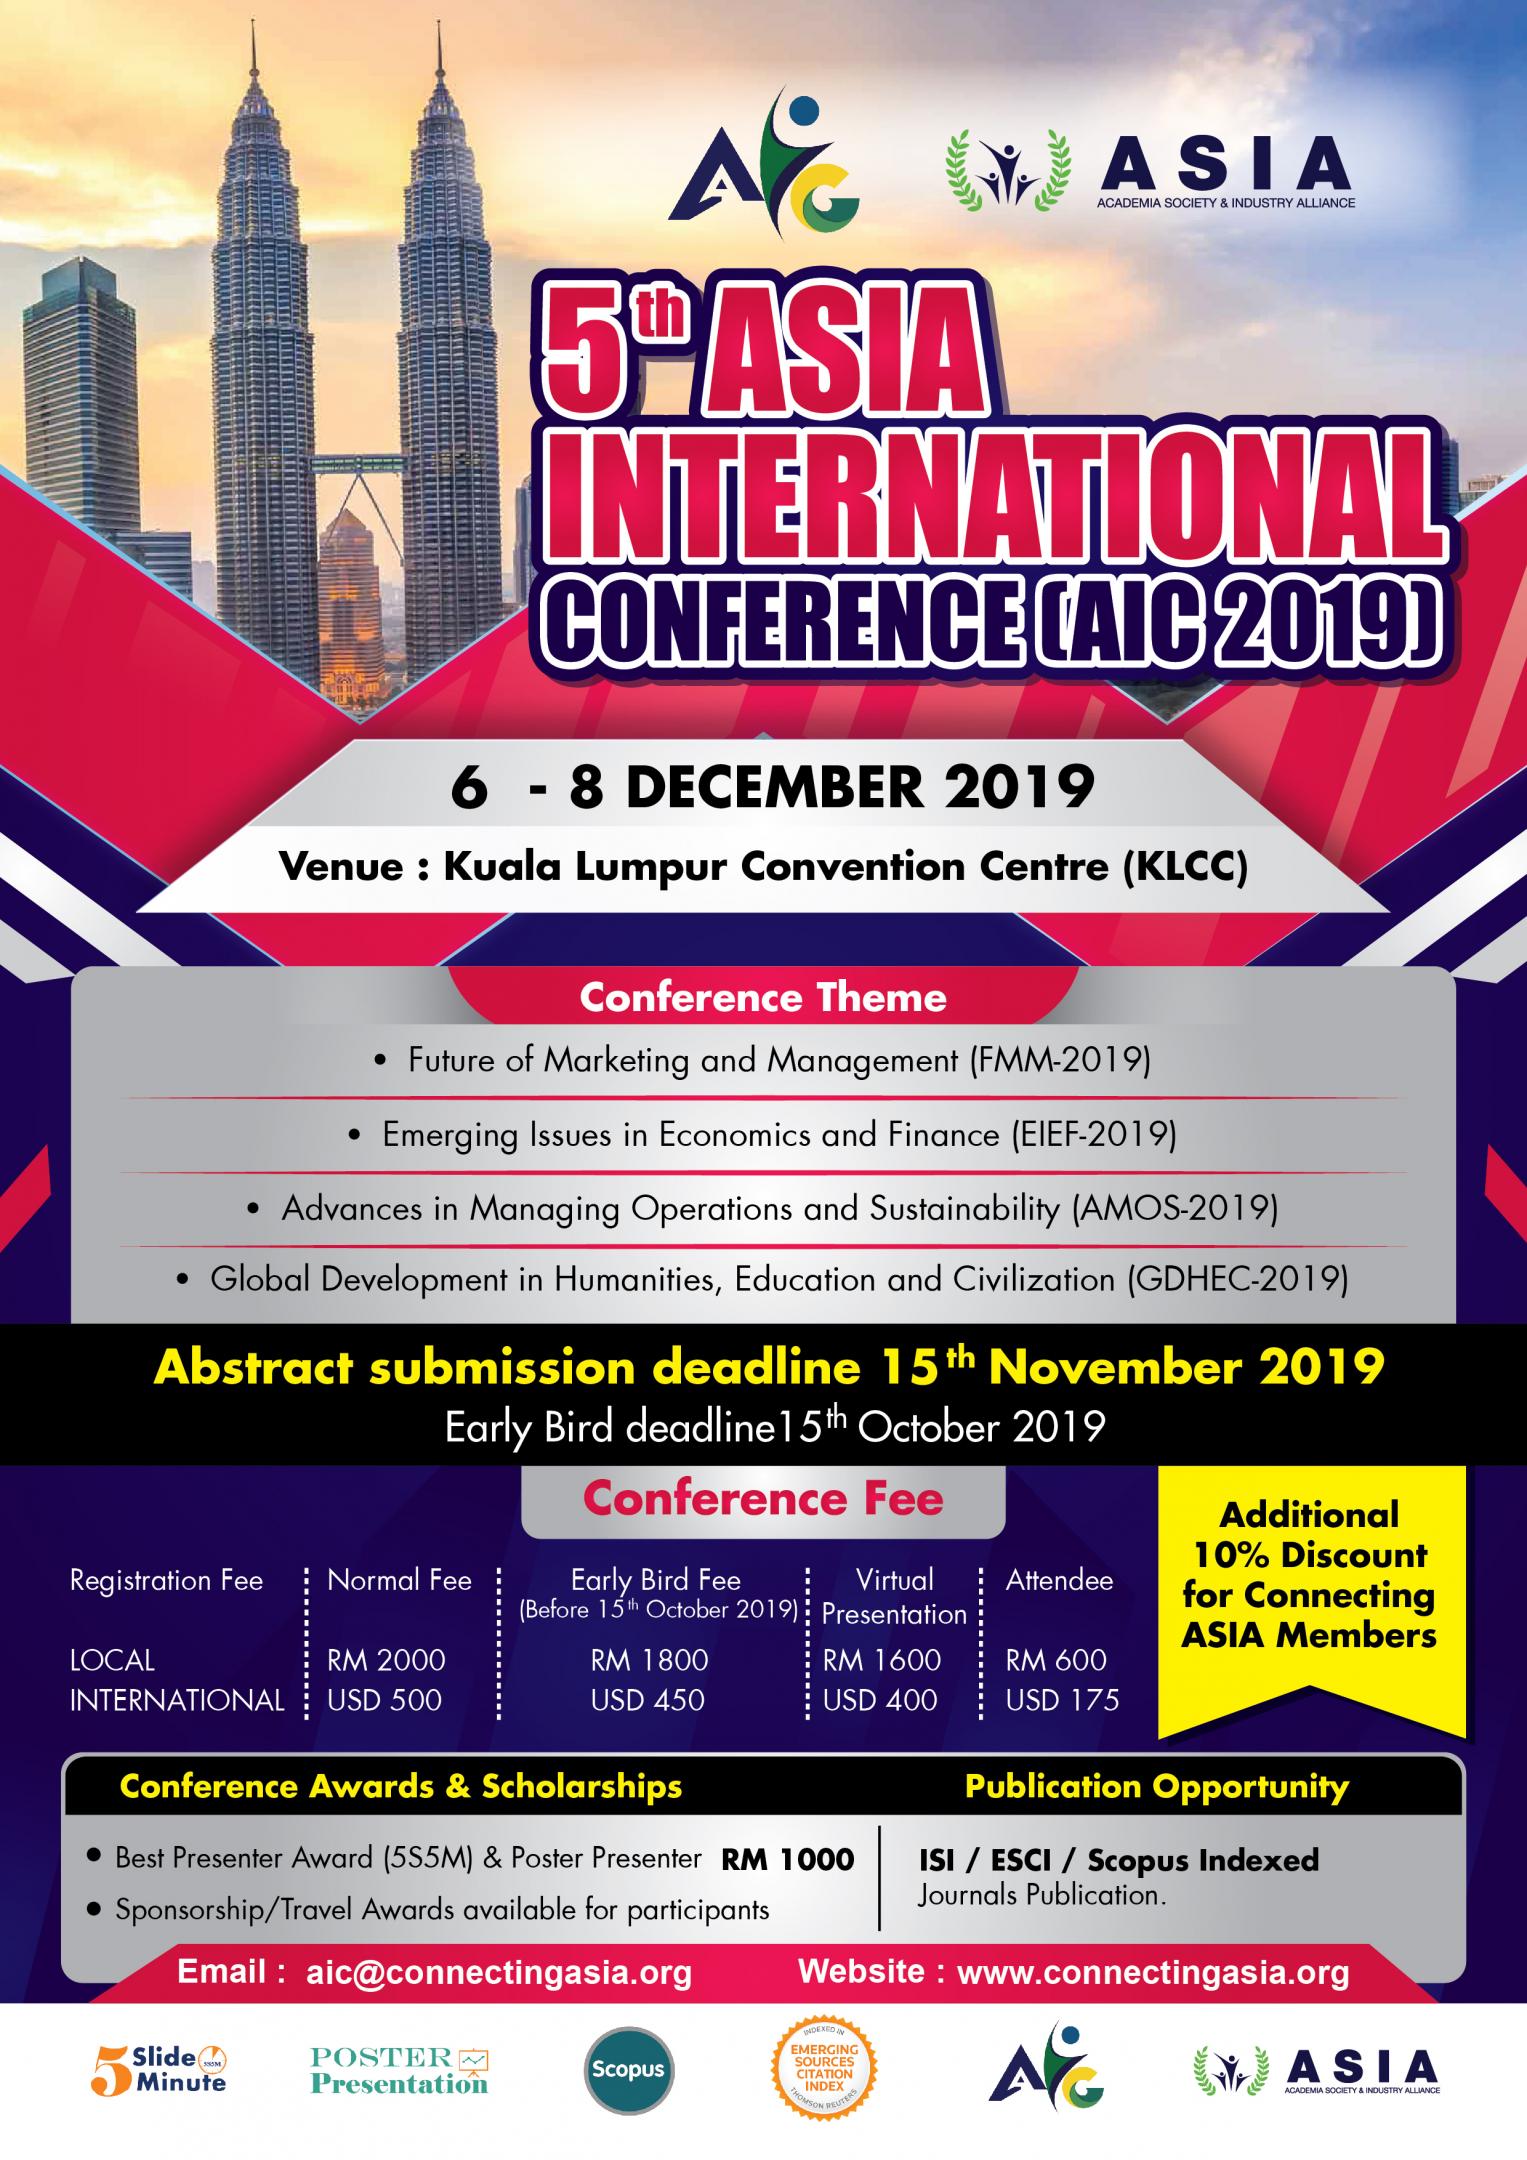 AIC
ASIA
ACADEMIA SOCIETY & INDUSTRY ALLIANCE
5th ASIA
INTERNATIONAL
CONFERENCE (AIC 2019)
6 - 8 DECEMBER 2019
Venue : Kuala Lumpur Convention Centre (KLCC)
Conference Theme
• Future of Marketing and Management (FMM-2019)
• Emerging Issues in Economics and Finance (EIEF-2019)
• Advances in Managing Operations and Sustainability (AMOS-2019)
• Global Development in Humanities, Education and Civilization (GDHEC-2019)
Abstract submission deadline 15th November 2019
Early Bird deadline15th October 2019
Conference Fee
Registration Fee Normal Fee Early Bird Fee (Before 15th October 2019) Virtual Presentation Attendee
LOCAL RM 2000 RM 1800 RM 1600 RM 600
INTERNATIONAL USD 500 USD 450 USD 400 USD 175
Additional
10% Discount
for Connecting
ASIA Members
Conference Awards & Scholarships
• Best Presenter Award (5S5M) & Poster Presenter RM 1000
• Sponsorship/Travel Awards available for participants
Publication Opportunity
ISI / ESCI / Scopus Indexed
Journals Publication.
Email : aic@connectingasia.org
Website : www.connectingasia.org
5 Slide 5S5M
Minute
POSTER
Presentation
Scopus
INDEXED IN
EMERGING
SOURCES
CITATION
INDEX
THOMSON REUTERS
AIC
ASIA
ACADEMIA SOCIETY & INDUSTRY ALLIANCE